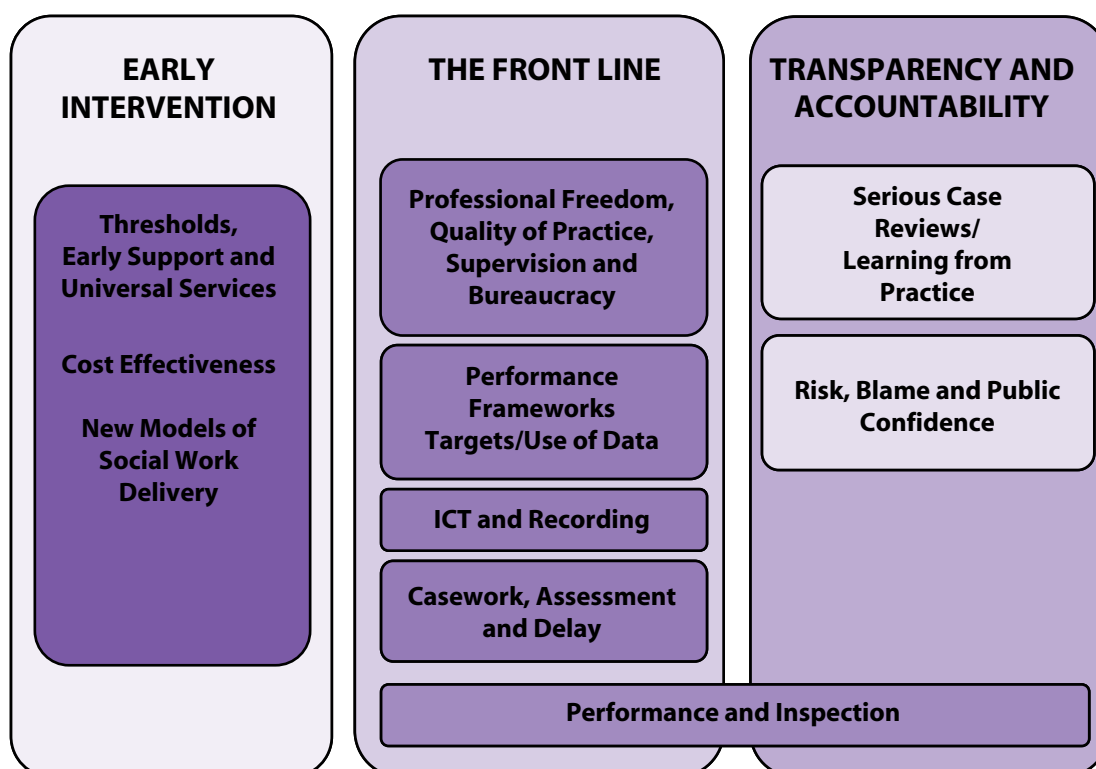 EARLY
INTERVENTION
Thresholds,
Early Support and
Universal Services
Cost Effectiveness
New Models of
Social Work
Delivery
THE FRONT LINE
Professional Freedom,
Quality of Practice,
Supervision and
Bureaucracy
Performance
Frameworks
Targets/Use of Data
ICT and Recording
Casework, Assessment
and Delay
TRANSPARENCY AND
ACCOUNTABILITY
Serious Case
Reviews/
Learning from
Practice
Risk, Blame and Public
Confidence
Performance and Inspection